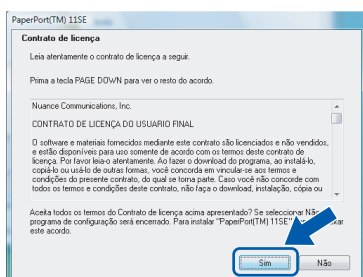 PaperPort(TM) 11SE
Contrato de licença
Leia atentamente o contrato de licença a seguir.
Prima a tecla PAGE DOWN para ver o resto do acordo.
Nuance Communications, Inc.
CONTRATO DE LICENÇA DO USUARIO FINAL
O software e materiais fornecidos mediante este contrato são licenciados e não vendidos,
e estão disponíveis para uso somente de acordo com os termos deste contrato de
licença. Por favor leia-o atentamente. Ao fazer o download do programa, ao instalá-lo,
copiá-lo ou usá-lo de outras formas, você concorda em vincular-se aos termos e
condições do presente contrato, do qual se torna parte. Caso você não concorde com
todos os termos e condições deste contrato, não faça o download, instalação, cópia ou
Aceita todos os termos do Contrato de licença acima apresentado? Se seleccionar Não
programa de configuração será encerrado. Para instalar "PaperPort(TM) 11SE"
este acordo.
Sim Não